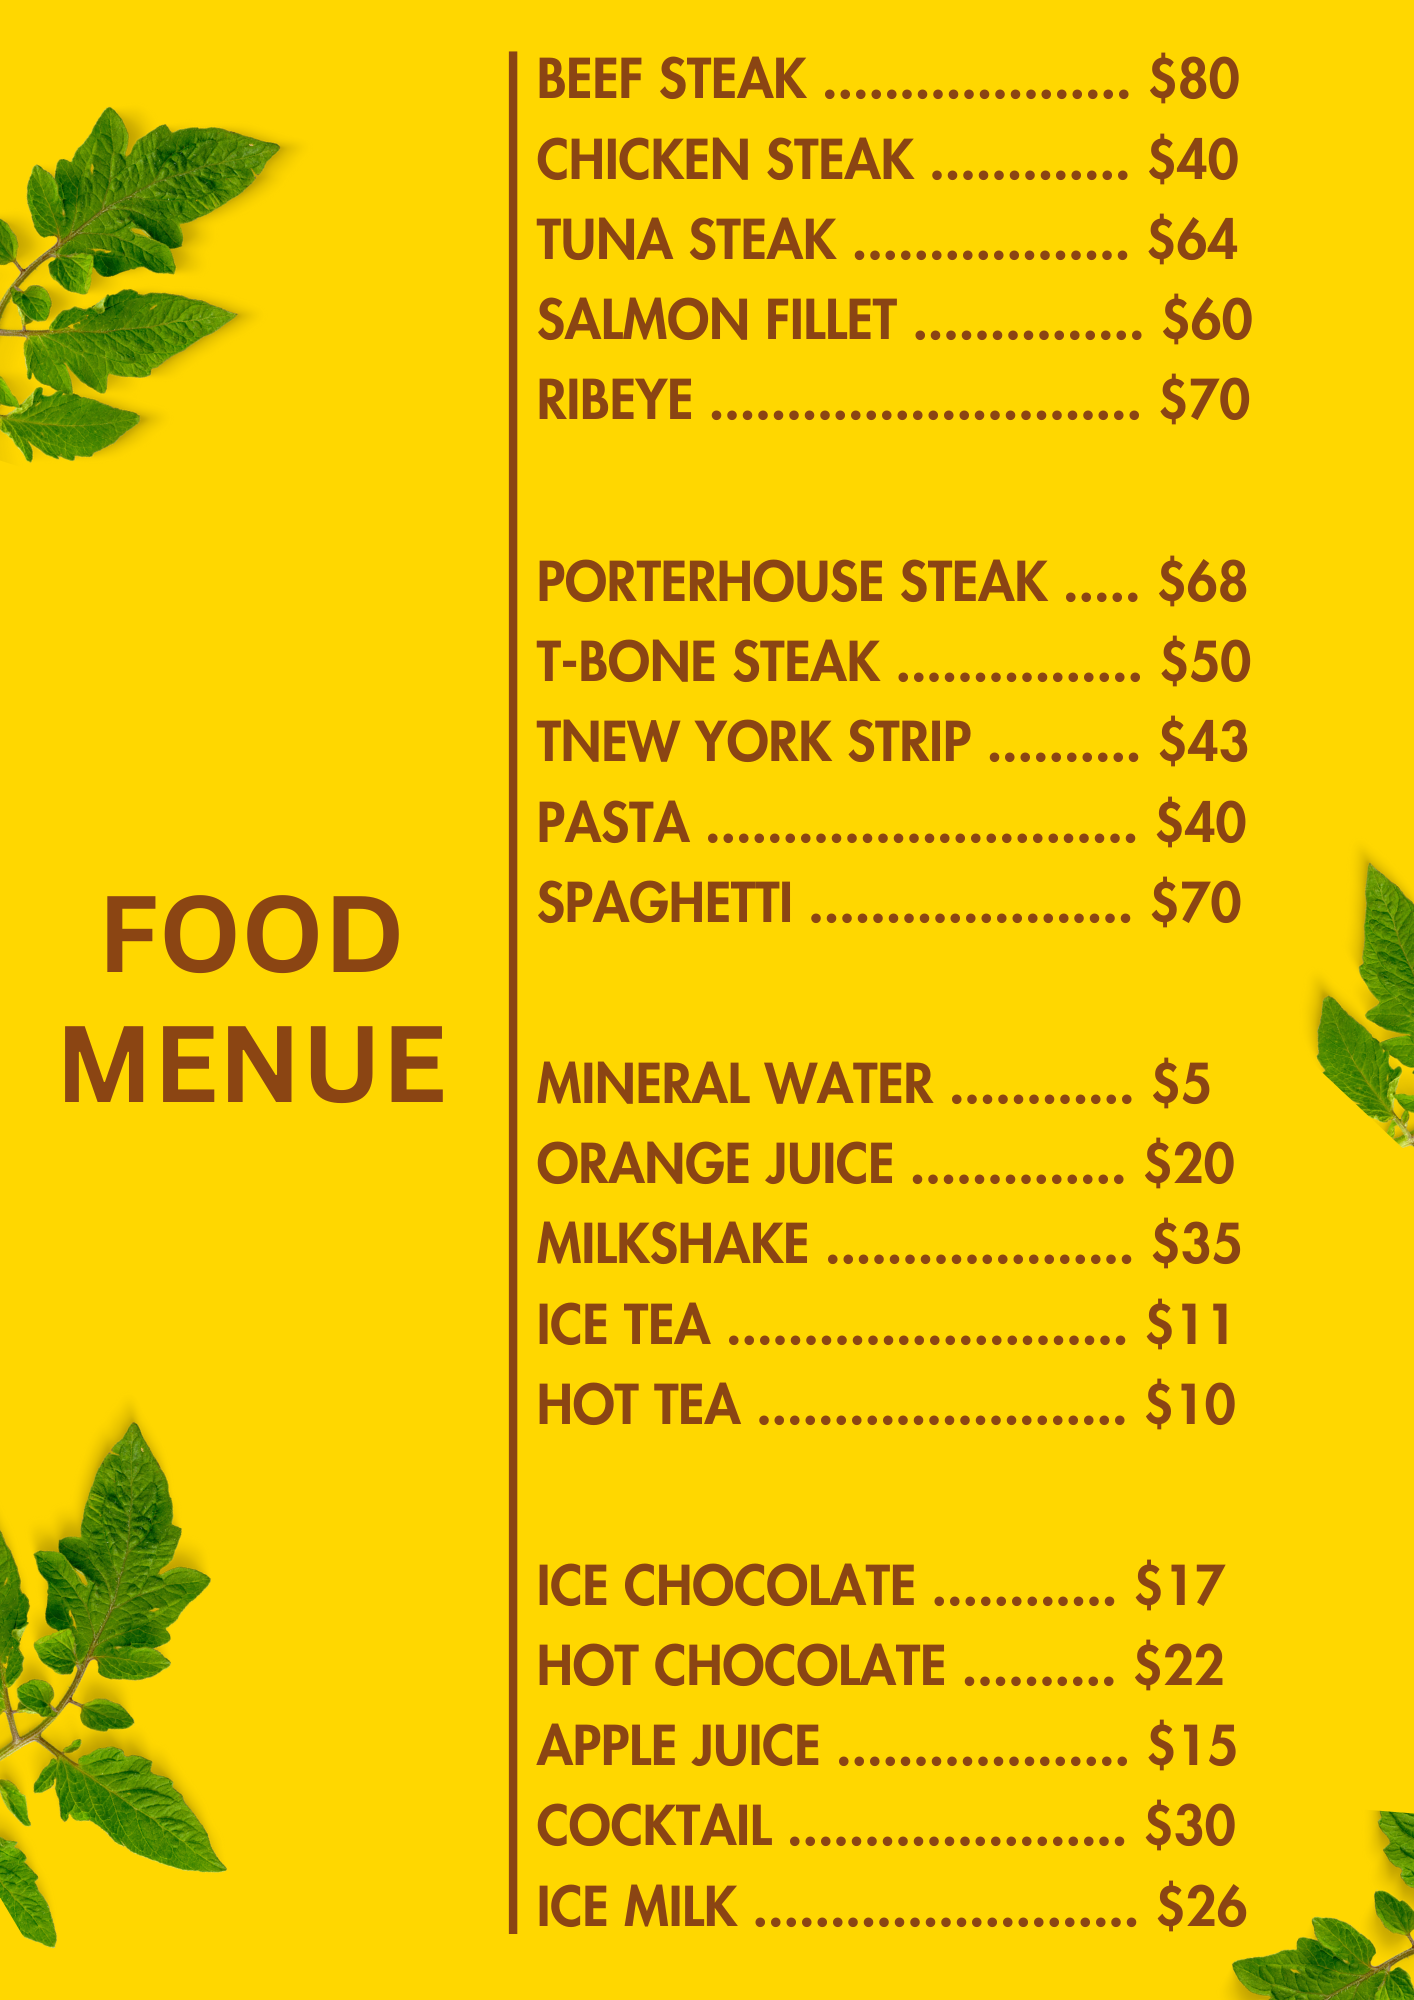 FOOD
MENUE
BEEF STEAK .................... $80
CHICKEN STEAK ............. $40
TUNA STEAK .................. $64
SALMON FILLET ............... $60
RIBEYE ............................ $70
PORTERHOUSE STEAK ..... $68
T-BONE STEAK ................ $50
TNEW YORK STRIP .......... $43
PASTA ............................ $40
SPAGHETTI ..................... $70
MINERAL WATER ............ $5
ORANGE JUICE .............. $20
MILKSHAKE .................... $35
ICE TEA .......................... $11
HOT TEA ........................ $10
ICE CHOCOLATE ............ $17
HOT CHOCOLATE .......... $22
APPLE JUICE ................... $15
COCKTAIL ...................... $30
ICE MILK ......................... $26